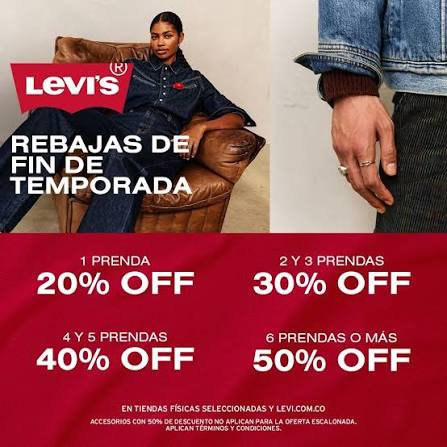 LEVI'S®
REBAJAS DE
FIN DE
TEMPORADA
1 PRENDA
20% OFF
2 Y 3 PRENDAS
30% OFF
4 Y 5 PRENDAS
40% OFF
6 PRENDAS O MÁS
50% OFF
EN TIENDAS FÍSICAS SELECCIONADAS Y LEVI.COM.CO
ACCESORIOS CON 50% DE DESCUENTO NO APLICAN PARA LA OFERTA ESCALONADA.
APLICAN TÉRMINOS Y CONDICIONES.